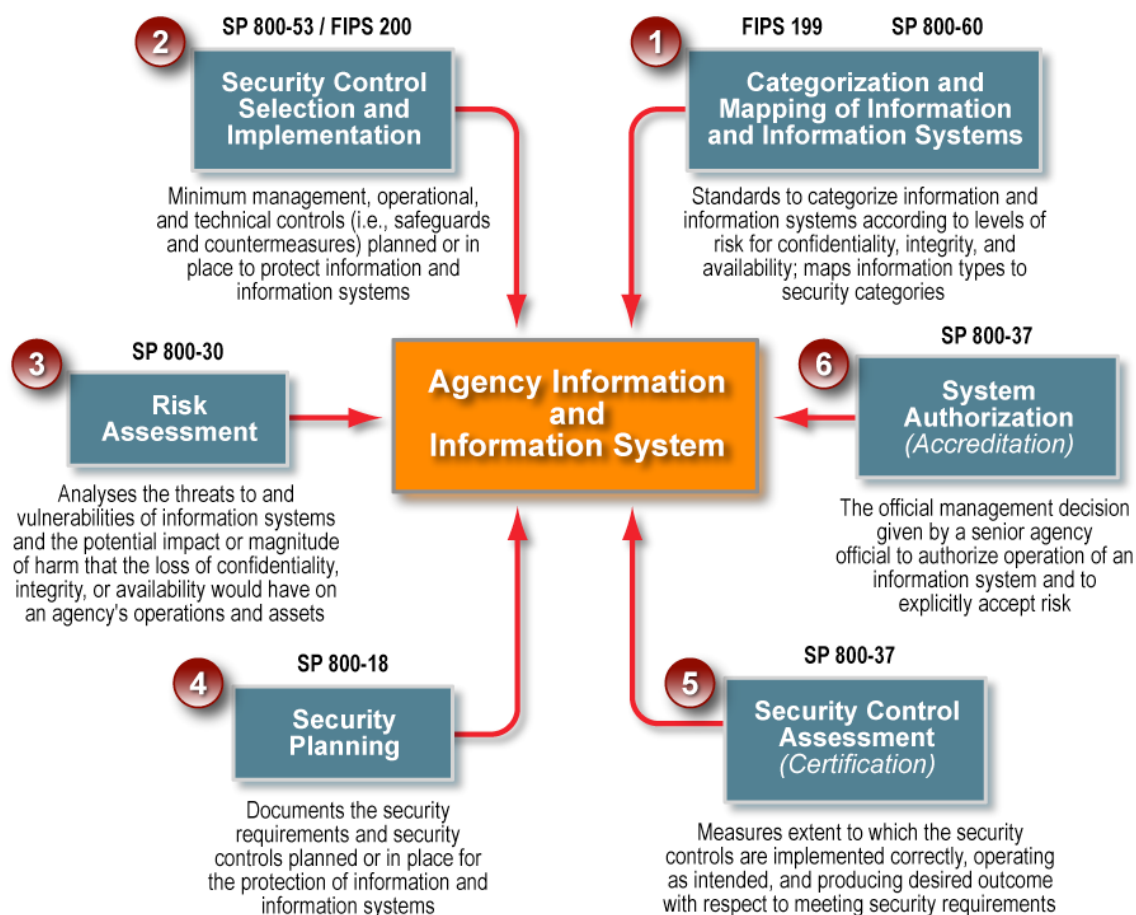 FIPS 199 SP 800-60
1
Categorization and
Mapping of Information
and Information Systems
Standards to categorize information and
information systems according to levels of
risk for confidentiality, integrity, and
availability; maps information types to
security categories
SP 800-53 / FIPS 200
2
Security Control
Selection and
Implementation
Minimum management, operational,
and technical controls (i.e., safeguards
and countermeasures) planned or in
place to protect information and
information systems
SP 800-30
3
Risk
Assessment
Analyses the threats to and
vulnerabilities of information systems
and the potential impact or magnitude
of harm that the loss of confidentiality,
integrity, or availability would have on
an agency's operations and assets
Agency Information
and
Information System
SP 800-18
4
Security
Planning
Documents the security
requirements and security
controls planned or in place for
the protection of information and
information systems
SP 800-37
5
Security Control
Assessment
(Certification)
Measures extent to which the security
controls are implemented correctly, operating
as intended, and producing desired outcome
with respect to meeting security requirements
SP 800-37
6
System
Authorization
(Accreditation)
The official management decision
given by a senior agency
official to authorize operation of an
information system and to
explicitly accept risk